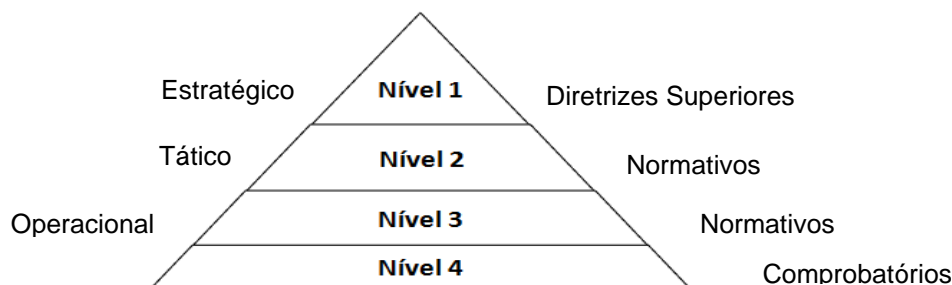 Estratégico
Nível 1
Diretrizes Superiores
Tático
Nível 2
Normativos
Operacional
Nível 3
Normativos
Nível 4
Comprobatórios